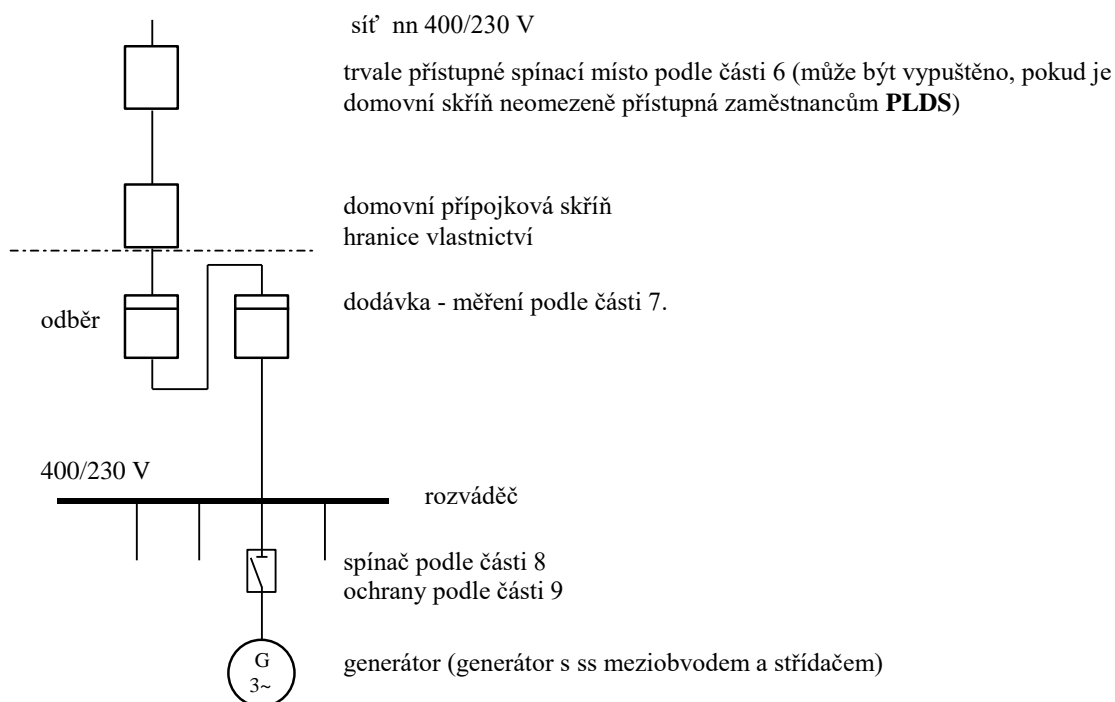 síť nn 400/230 V
trvale přístupné spínací místo podle části 6 (může být vypuštěno, pokud je
domovní skříň neomezeně přístupná zaměstnancům PLDS)
domovní přípojková skříň
hranice vlastnictví
dodávka - měření podle části 7.
odběr
400/230 V
rozváděč
spínač podle části 8
ochrany podle části 9
G
3~
generátor (generátor s ss meziobvodem a střídačem)